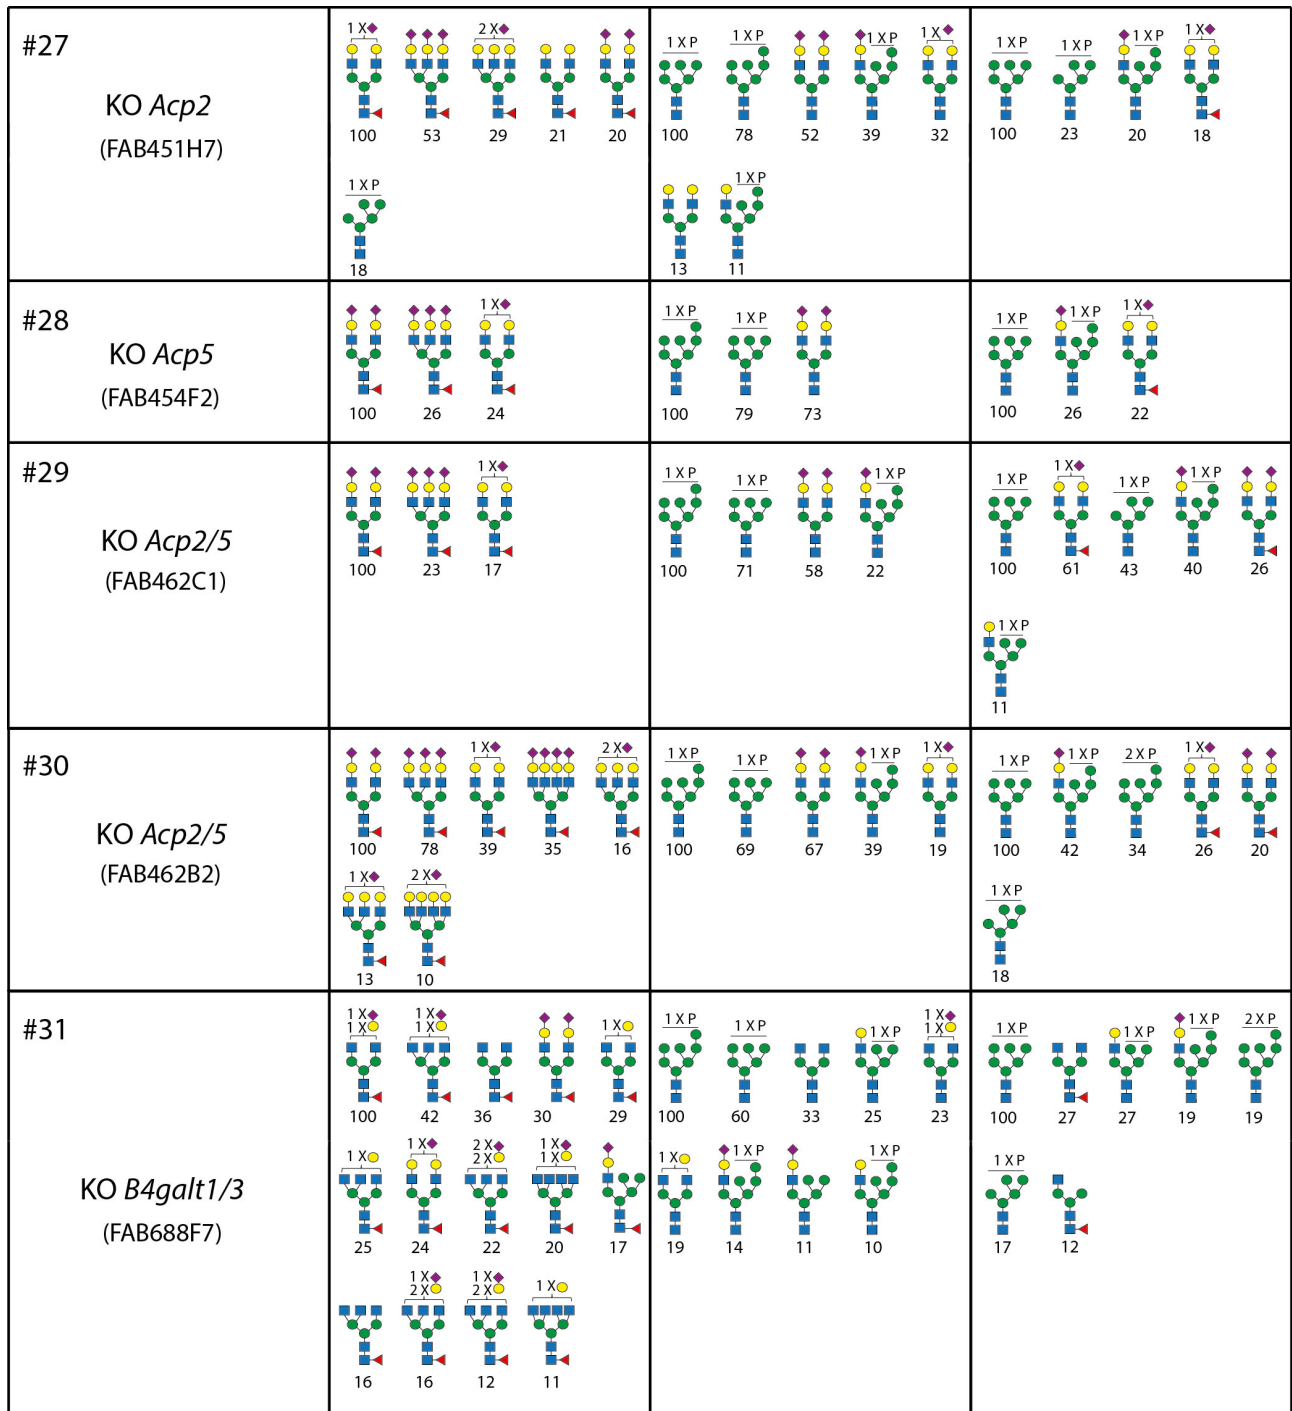 #27
KO Acp2
(FAB451H7)
1 X
2 X
100 53 29 21 20
1 X P
18
1 X P 1 X P 1 X P 1 X
100 78 52 39 32
1 X P
13 11
1 X P 1 X P 1 X P 1 X
100 23 20 18
#28
KO Acp5
(FAB454F2)
1 X
100 26 24
1 X P 1 X P
100 79 73
1 X P 1 X P 1 X
100 26 22
#29
KO Acp2/5
(FAB462C1)
1 X
100 23 17
1 X P 1 X P 1 X P
100 71 58 22
1 X P 1 X 1 X P 1 X P
100 61 43 40 26
1 X P
11
#30
KO Acp2/5
(FAB462B2)
1 X 2 X
100 78 39 35 16
1 X 2 X
13 10
1 X P 1 X P 1 X P 1 X
100 69 67 39 19
1 X P 1 X P 2 X P 1 X
100 42 34 26 20
1 X P
18
#31
KO B4galt1/3
(FAB688F7)
1 X 1 X
1 X 1 X 1 X
100 42 36 30 29
1 X 1 X 2 X 1 X
2 X 1 X
25 24 22 20 17
1 X 1 X
2 X 2 X 1 X
16 16 12 11
1 X P 1 X P 1 X P 1 X
1 X
100 60 33 25 23
1 X 1 X P 1 X P
19 14 11 10
1 X P 1 X P 1 X P 2 X P
100 27 27 19 19
1 X P
17 12